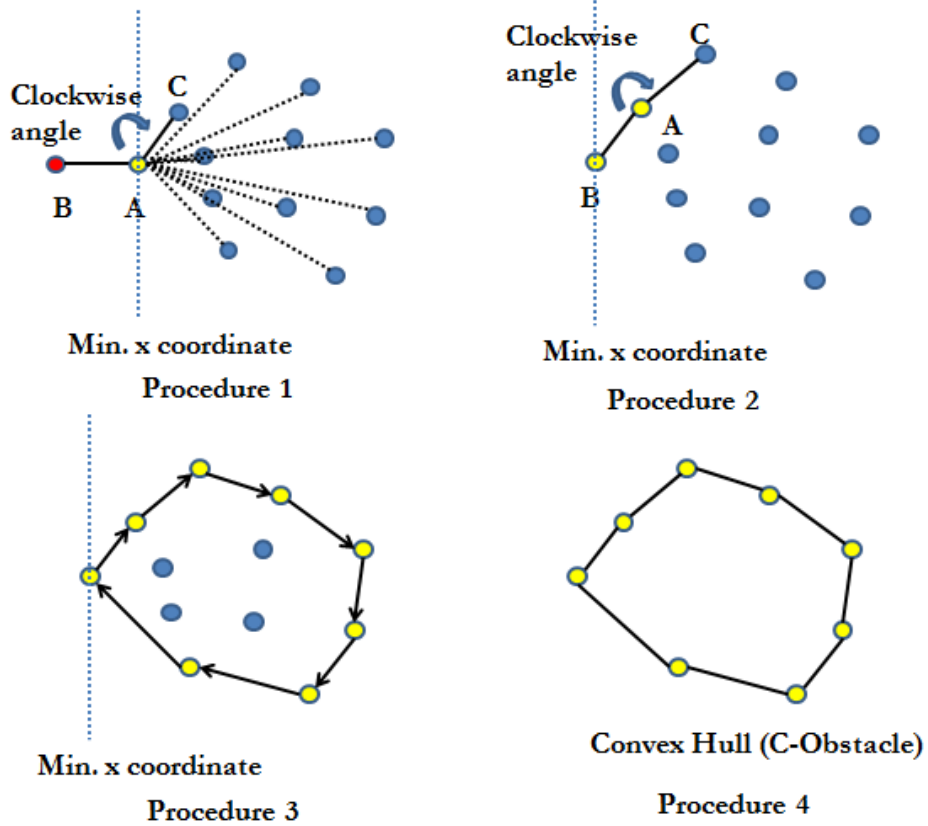 Clockwise
angle
C
B
A
Min. x coordinate
Procedure 1
Clockwise
angle
C
A
B
Min. x coordinate
Procedure 2
Min. x coordinate
Procedure 3
Convex Hull (C-Obstacle)
Procedure 4